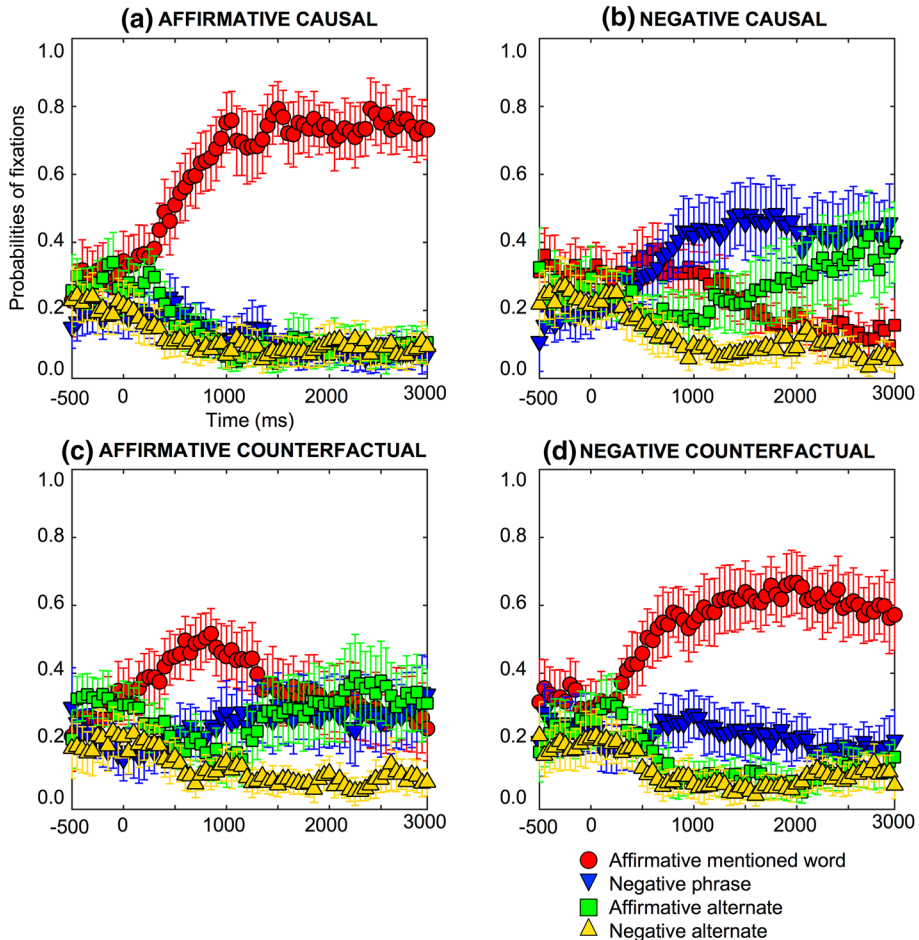 (a) AFFIRMATIVE CAUSAL
1.0
0.8
0.6
0.4
0.2
0.0
Probabilities of fixations
-500 0 1000 2000 3000
Time (ms)
(b) NEGATIVE CAUSAL
1.0
0.8
0.6
0.4
0.2
0.0
-500 0 1000 2000 3000
(c) AFFIRMATIVE COUNTERFACTUAL
1.0
0.8
0.6
0.4
0.2
0.0
-500 0 1000 2000 3000
(d) NEGATIVE COUNTERFACTUAL
1.0
0.8
0.6
0.4
0.2
0.0
-500 0 1000 2000 3000
Affirmative mentioned word
Negative phrase
Affirmative alternate
Negative alternate